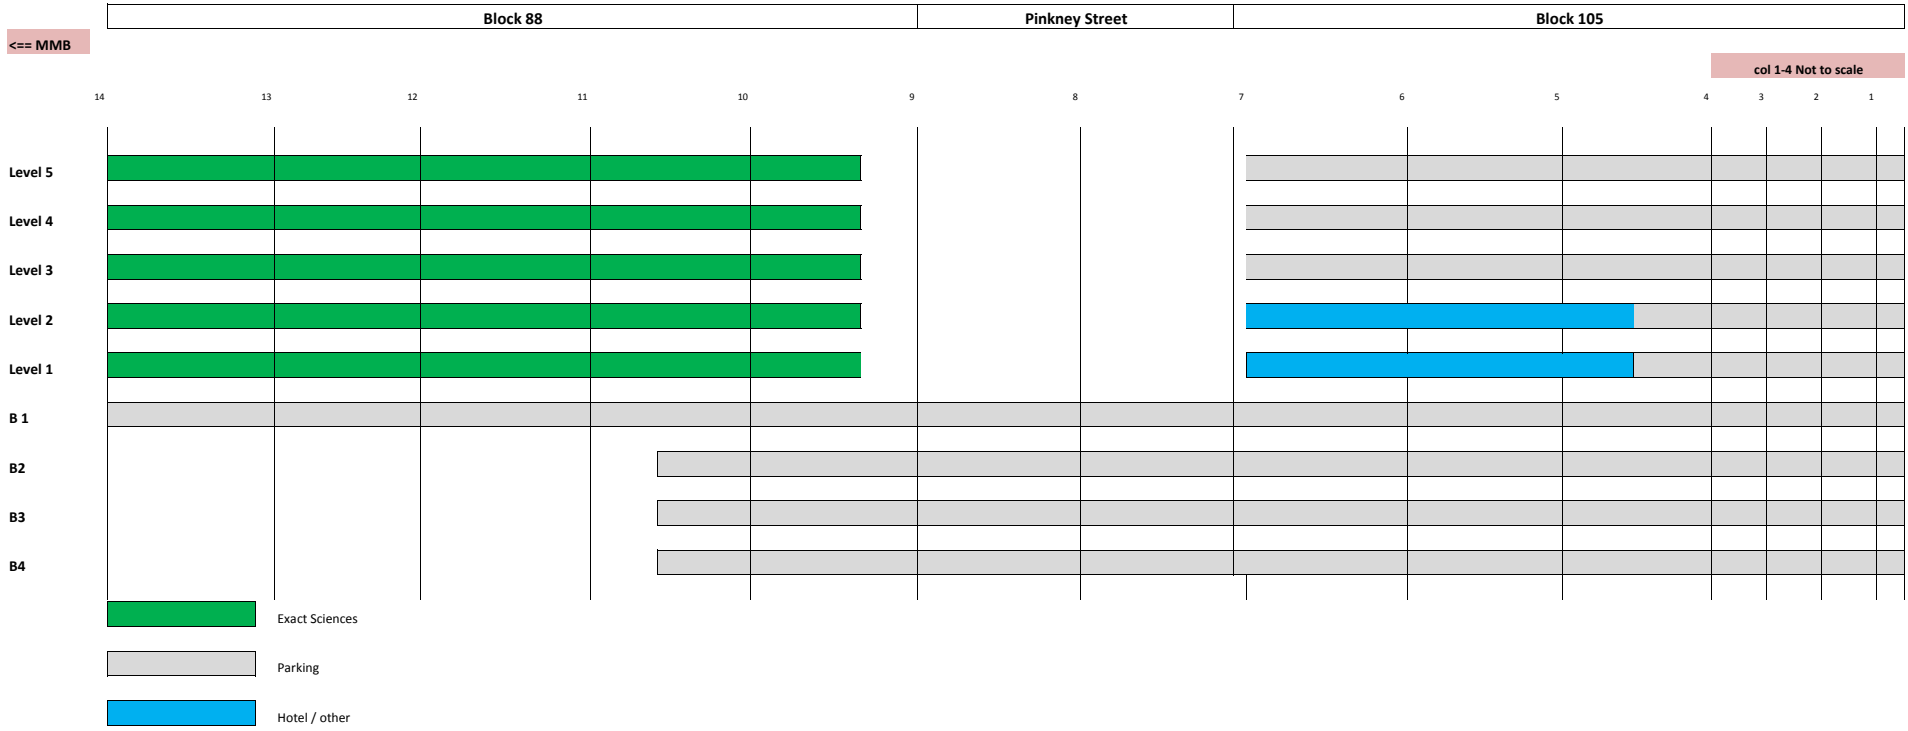 Block 88 Pinkney Street Block 105
<== MMB
col 1-4 Not to scale
14 13 12 11 10 9 8 7 6 5 4 3 2 1
Level 5
Level 4
Level 3
Level 2
Level 1
B 1
B2
B3
B4
Exact Sciences
Parking
Hotel / other